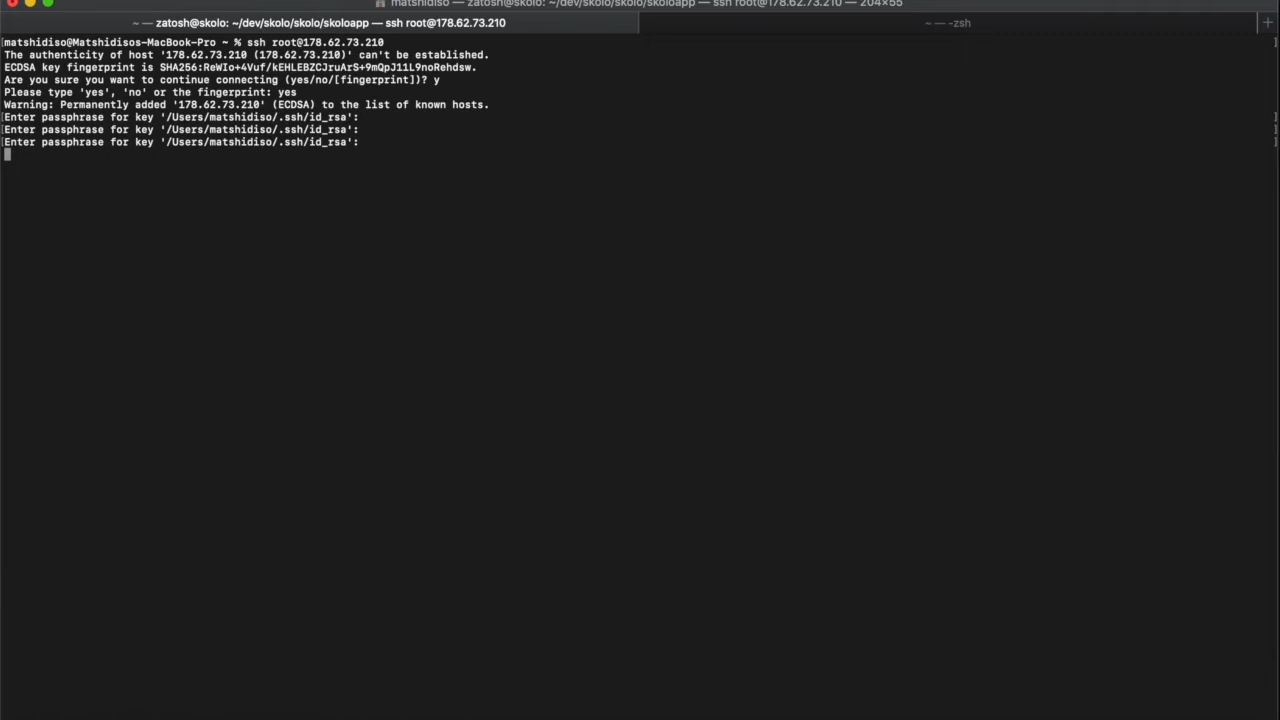 matshidiso — zatosh@skolo: ~/dev/skolo/skolo/skoloapp — ssh root@178.62.73.210 — 204×55
~ — zatosh@skolo: ~/dev/skolo/skolo/skoloapp — ssh root@178.62.73.210
~ — -zsh
+
[matshidiso@Matshidisos-MacBook-Pro ~ % ssh root@178.62.73.210 ]
The authenticity of host '178.62.73.210 (178.62.73.210)' can't be established.
ECDSA key fingerprint is SHA256:ReWIo+4Vuf/kEHLEBZCJruArS+9mQpJ11L9noRehdsw.
Are you sure you want to continue connecting (yes/no/[fingerprint])? y
Please type 'yes', 'no' or the fingerprint: yes
Warning: Permanently added '178.62.73.210' (ECDSA) to the list of known hosts.
[Enter passphrase for key '/Users/matshidiso/.ssh/id_rsa': ]
[Enter passphrase for key '/Users/matshidiso/.ssh/id_rsa': ]
[Enter passphrase for key '/Users/matshidiso/.ssh/id_rsa': ]